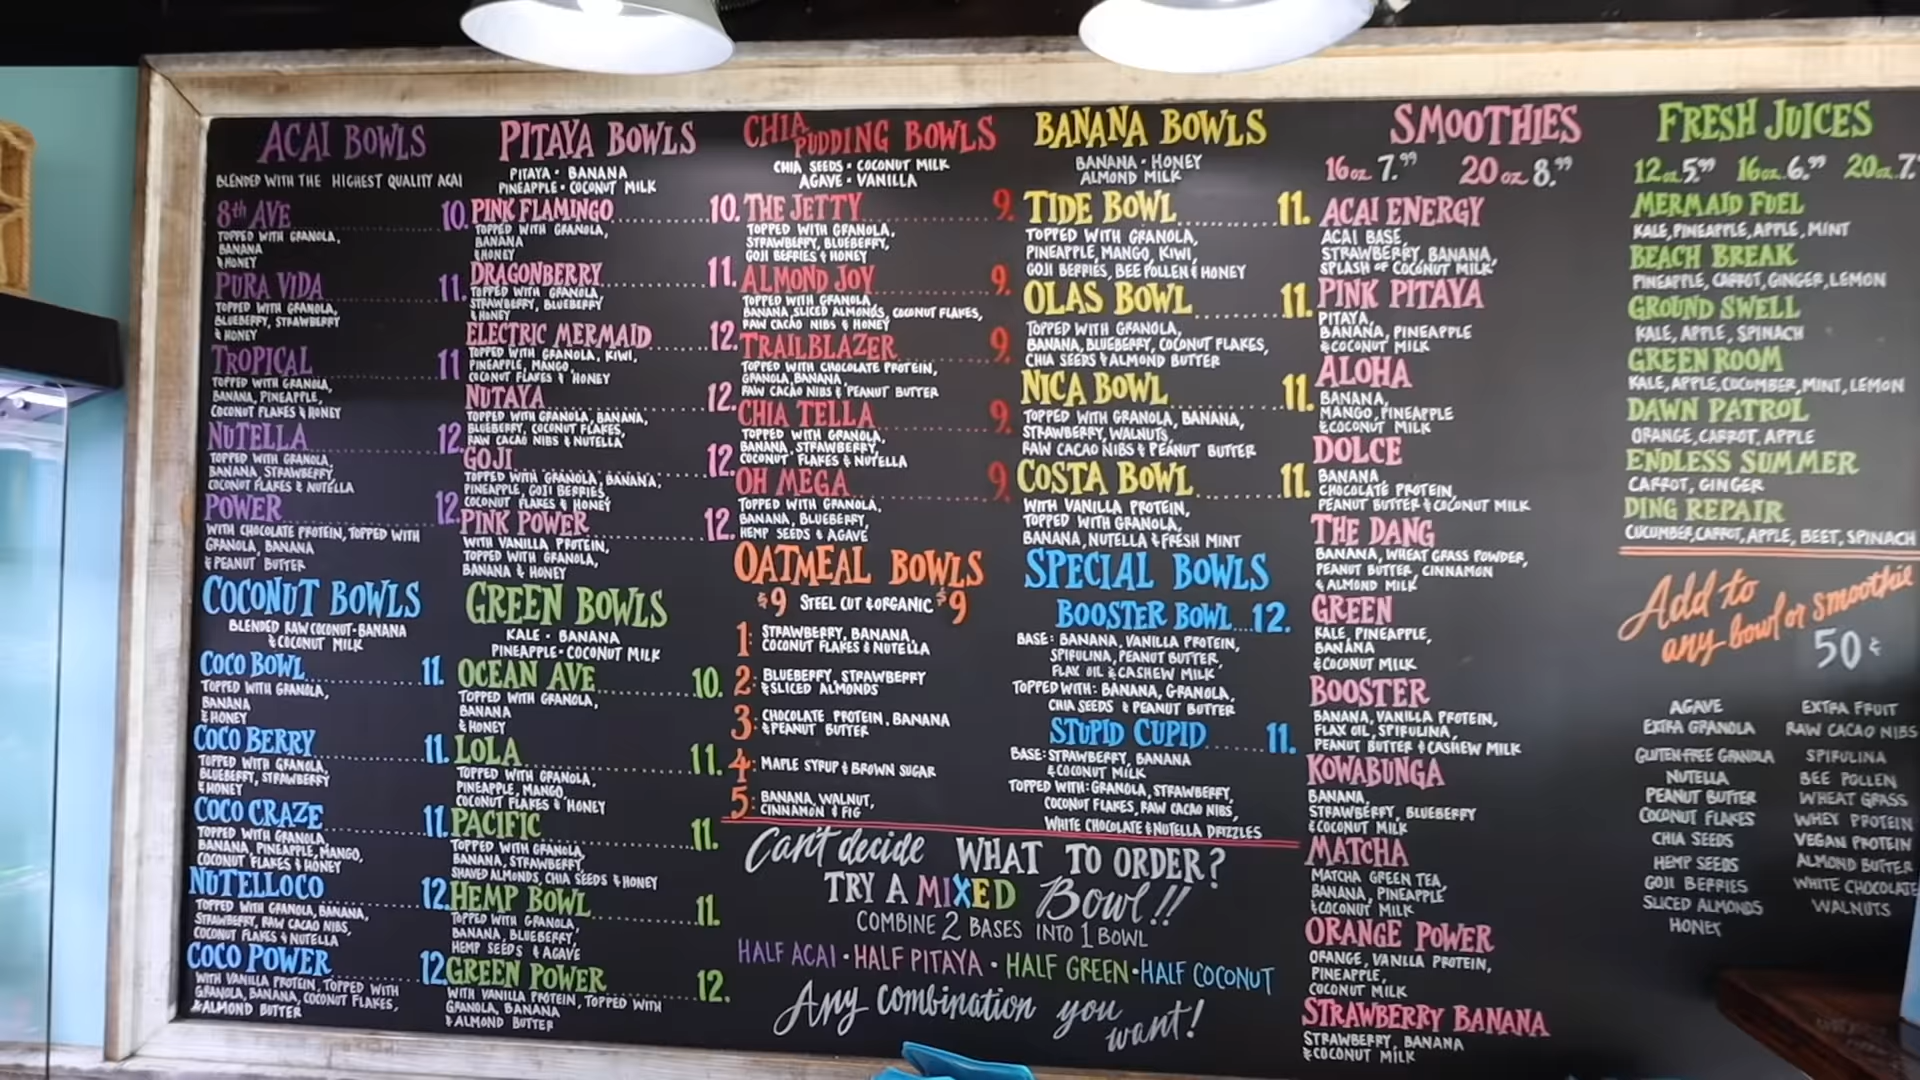 ACAI BOWLS
BLENDED WITH THE HIGHEST QUALITY ACAI
8th AVE 10.
TOPPED WITH GRANOLA,
BANANA
& HONEY
PURA VIDA 11.
TOPPED WITH GRANOLA,
BLUEBERRY, STRAWBERRY
& HONEY
TROPICAL 11
TOPPED WITH GRANOLA,
BANANA, PINEAPPLE,
COCONUT FLAKES & HONEY
NUTELLA 12.
TOPPED WITH GRANOLA,
BANANA, STRAWBERRY,
COCONUT FLAKES & NUTELLA
POWER 12.
WITH CHOCOLATE PROTEIN, TOPPED WITH
GRANOLA, BANANA
& PEANUT BUTTER
COCONUT BOWLS
BLENDED RAW COCONUT · BANANA
& COCONUT MILK
COCO BOWL 11.
TOPPED WITH GRANOLA,
BANANA
& HONEY
COCO BERRY 11.
TOPPED WITH GRANOLA,
BLUEBERRY, STRAWBERRY
& HONEY
COCO CRAZE 11.
TOPPED WITH GRANOLA,
BANANA, PINEAPPLE, MANGO,
COCONUT FLAKES & HONEY
NUTELLOCO 12.
TOPPED WITH GRANOLA, BANANA,
STRAWBERRY, RAW CACAO NIBS,
COCONUT FLAKES & NUTELLA
COCO POWER 12.
WITH VANILLA PROTEIN, TOPPED WITH
GRANOLA, BANANA, COCONUT FLAKES,
& ALMOND BUTTER
PITAYA BOWLS
PITAYA · BANANA
PINEAPPLE · COCONUT MILK
PINK FLAMINGO 10.
TOPPED WITH GRANOLA,
BANANA
& HONEY
DRAGONBERRY 11.
TOPPED WITH GRANOLA,
STRAWBERRY, BLUEBERRY
& HONEY
ELECTRIC MERMAID 12.
TOPPED WITH GRANOLA, KIWI,
PINEAPPLE, MANGO,
COCONUT FLAKES & HONEY
NUTAYA 12.
TOPPED WITH GRANOLA, BANANA,
BLUEBERRY, COCONUT FLAKES,
RAW CACAO NIBS & NUTELLA
GOJI 12.
TOPPED WITH GRANOLA, BANANA,
PINEAPPLE, GOJI BERRIES,
COCONUT FLAKES & HONEY
PINK POWER 12.
WITH VANILLA PROTEIN,
TOPPED WITH GRANOLA,
BANANA & HONEY
GREEN BOWLS
KALE · BANANA
PINEAPPLE · COCONUT MILK
OCEAN AVE 10.
TOPPED WITH GRANOLA,
BANANA
& HONEY
LOLA 11.
TOPPED WITH GRANOLA,
PINEAPPLE, MANGO,
COCONUT FLAKES & HONEY
PACIFIC 11.
TOPPED WITH GRANOLA,
BANANA, STRAWBERRY,
SHAVED ALMONDS, CHIA SEEDS & HONEY
HEMP BOWL 11.
TOPPED WITH GRANOLA,
BANANA, BLUEBERRY,
HEMP SEEDS & AGAVE
GREEN POWER 12.
WITH VANILLA PROTEIN, TOPPED WITH
GRANOLA, BANANA
& ALMOND BUTTER
CHIA PUDDING BOWLS
CHIA SEEDS · COCONUT MILK
AGAVE · VANILLA
THE JETTY 9.
TOPPED WITH GRANOLA,
STRAWBERRY, BLUEBERRY,
GOJI BERRIES & HONEY
ALMOND JOY 9.
TOPPED WITH GRANOLA
BANANA, SLICED ALMONDS, COCONUT FLAKES,
RAW CACAO NIBS & HONEY
TRAILBLAZER 9.
TOPPED WITH CHOCOLATE PROTEIN,
GRANOLA, BANANA,
RAW CACAO NIBS & PEANUT BUTTER
CHIA TELLA 9.
TOPPED WITH GRANOLA,
BANANA, STRAWBERRY,
COCONUT FLAKES & NUTELLA
OH MEGA 9.
TOPPED WITH GRANOLA,
BANANA, BLUEBERRY,
HEMP SEEDS & AGAVE
OATMEAL BOWLS
$9 STEEL CUT & ORGANIC $9
1: STRAWBERRY, BANANA,
COCONUT FLAKES & NUTELLA
2: BLUEBERRY, STRAWBERRY
& SLICED ALMONDS
3: CHOCOLATE PROTEIN, BANANA
& PEANUT BUTTER
4: MAPLE SYRUP & BROWN SUGAR
5: BANANA, WALNUT,
CINNAMON & FIG
BANANA BOWLS
BANANA · HONEY
ALMOND MILK
TIDE BOWL 11.
TOPPED WITH GRANOLA,
PINEAPPLE, MANGO, KIWI,
GOJI BERRIES, BEE POLLEN & HONEY
OLAS BOWL 11.
TOPPED WITH GRANOLA,
BANANA, BLUEBERRY, COCONUT FLAKES,
CHIA SEEDS & ALMOND BUTTER
NICA BOWL 11.
TOPPED WITH GRANOLA, BANANA,
STRAWBERRY, WALNUTS,
RAW CACAO NIBS & PEANUT BUTTER
COSTA BOWL 11.
WITH VANILLA PROTEIN,
TOPPED WITH GRANOLA,
BANANA, NUTELLA & FRESH MINT
SPECIAL BOWLS
BOOSTER BOWL 12.
BASE: BANANA, VANILLA PROTEIN,
SPIRULINA, PEANUT BUTTER,
FLAX OIL & CASHEW MILK
TOPPED WITH: BANANA, GRANOLA,
CHIA SEEDS & PEANUT BUTTER
STUPID CUPID 11.
BASE: STRAWBERRY, BANANA
& COCONUT MILK
TOPPED WITH: GRANOLA, STRAWBERRY,
COCONUT FLAKES, RAW CACAO NIBS,
WHITE CHOCOLATE & NUTELLA DRIZZLES
Can't decide WHAT TO ORDER?
TRY A MIXED Bowl!!
COMBINE 2 BASES INTO 1 BOWL
HALF ACAI · HALF PITAYA · HALF GREEN · HALF COCONUT
Any combination you want!
SMOOTHIES
16oz 7.99 20oz 8.99
ACAI ENERGY
ACAI BASE,
STRAWBERRY, BANANA,
SPLASH OF COCONUT MILK
PINK PITAYA
PITAYA,
BANANA, PINEAPPLE
& COCONUT MILK
ALOHA
BANANA,
MANGO, PINEAPPLE
& COCONUT MILK
DOLCE
BANANA,
CHOCOLATE PROTEIN,
PEANUT BUTTER & COCONUT MILK
THE DANG
BANANA, WHEAT GRASS POWDER,
PEANUT BUTTER, CINNAMON
& ALMOND MILK
GREEN
KALE, PINEAPPLE,
BANANA
& COCONUT MILK
BOOSTER
BANANA, VANILLA PROTEIN,
FLAX OIL, SPIRULINA,
PEANUT BUTTER & CASHEW MILK
KOWABUNGA
BANANA,
STRAWBERRY, BLUEBERRY
& COCONUT MILK
MATCHA
MATCHA GREEN TEA,
BANANA, PINEAPPLE
& COCONUT MILK
ORANGE POWER
ORANGE, VANILLA PROTEIN,
PINEAPPLE,
COCONUT MILK
STRAWBERRY BANANA
STRAWBERRY, BANANA
& COCONUT MILK
FRESH JUICES
12oz 5.99 16oz 6.99 20oz 7.
MERMAID FUEL
KALE, PINEAPPLE, APPLE, MINT
BEACH BREAK
PINEAPPLE, CARROT, GINGER, LEMON
GROUND SWELL
KALE, APPLE, SPINACH
GREEN ROOM
KALE, APPLE, CUCUMBER, MINT, LEMON
DAWN PATROL
ORANGE, CARROT, APPLE
ENDLESS SUMMER
CARROT, GINGER
DING REPAIR
CUCUMBER, CARROT, APPLE, BEET, SPINACH
Add to
any bowl or smoothie
50¢
AGAVE
EXTRA GRANOLA
GLUTEN-FREE GRANOLA
NUTELLA
PEANUT BUTTER
COCONUT FLAKES
CHIA SEEDS
HEMP SEEDS
GOJI BERRIES
SLICED ALMONDS
HONEY
EXTRA FRUIT
RAW CACAO NIBS
SPIRULINA
BEE POLLEN
WHEAT GRASS
WHEY PROTEIN
VEGAN PROTEIN
ALMOND BUTTER
WHITE CHOCOLATE
WALNUTS